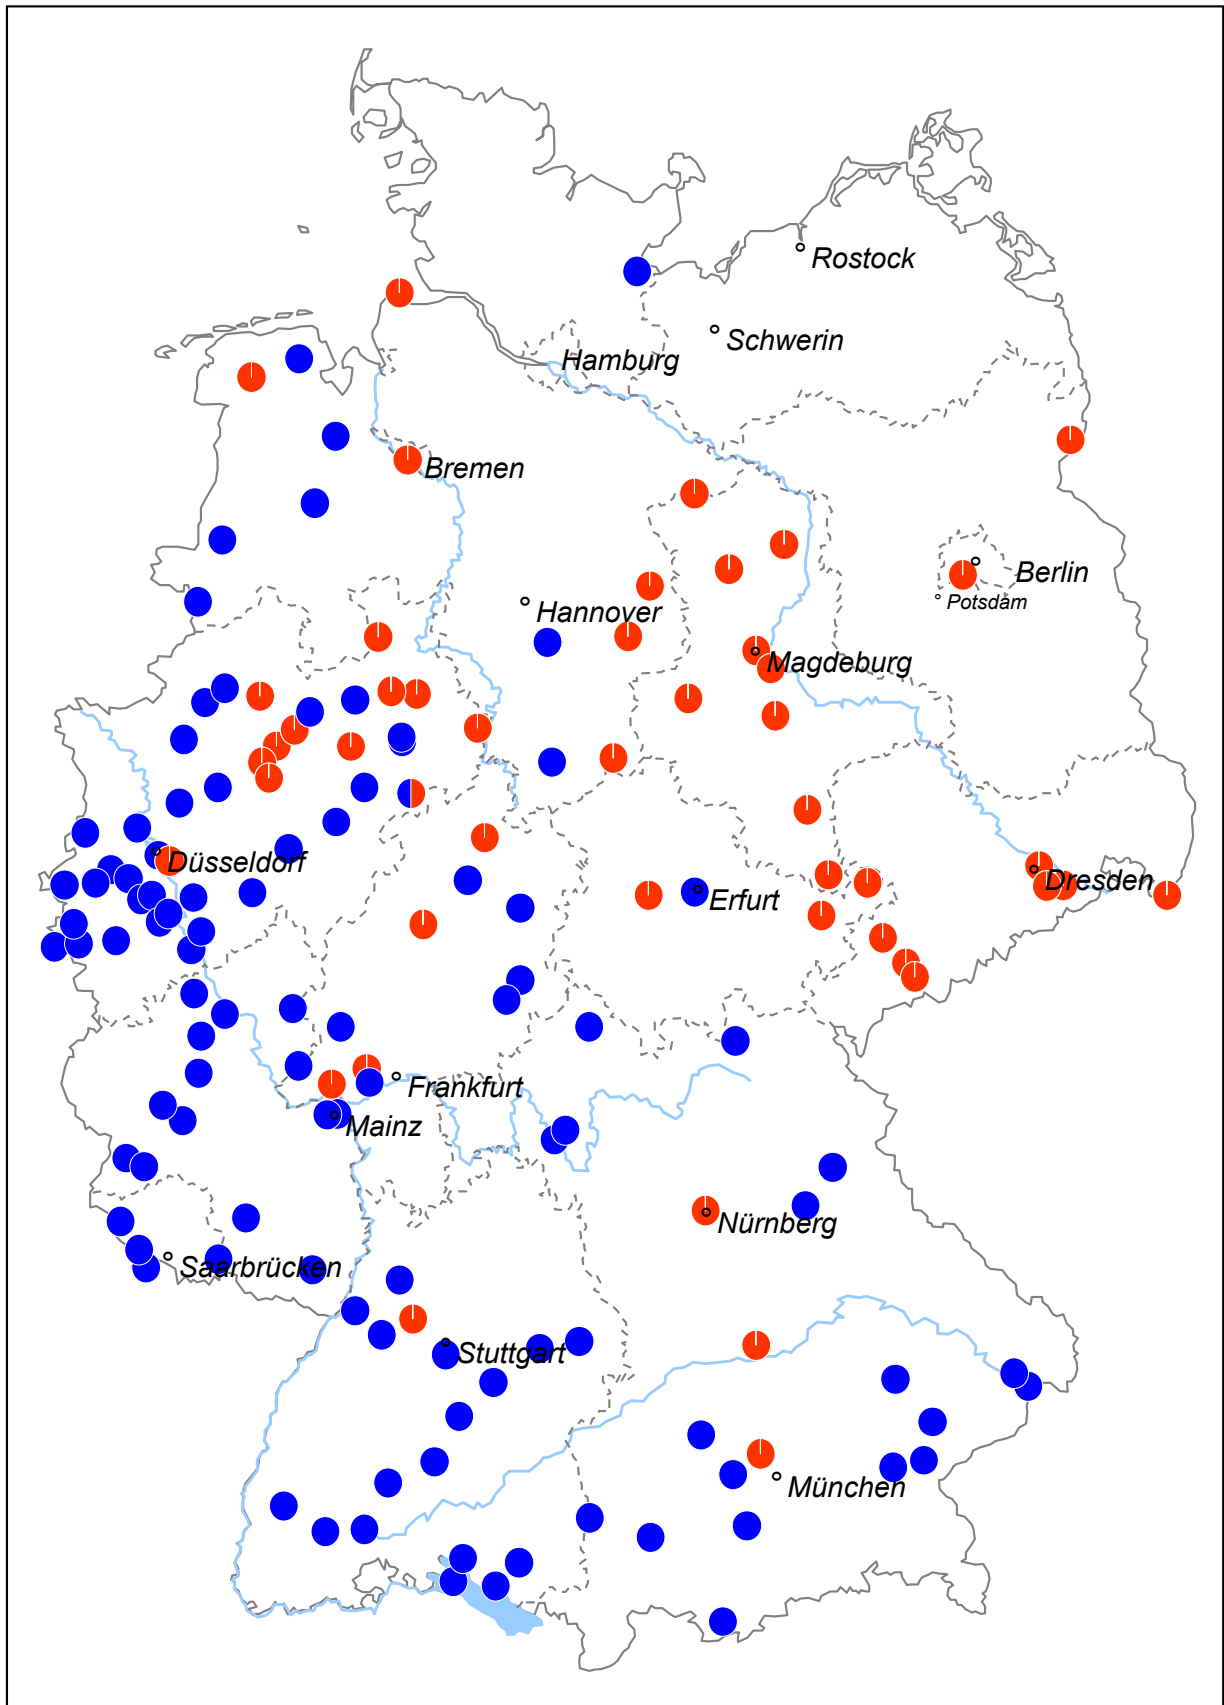 Rostock
Schwerin
Hamburg
Bremen
Berlin
Potsdam
Hannover
Magdeburg
Düsseldorf
Dresden
Erfurt
Frankfurt
Mainz
Nürnberg
Saarbrücken
Stuttgart
München